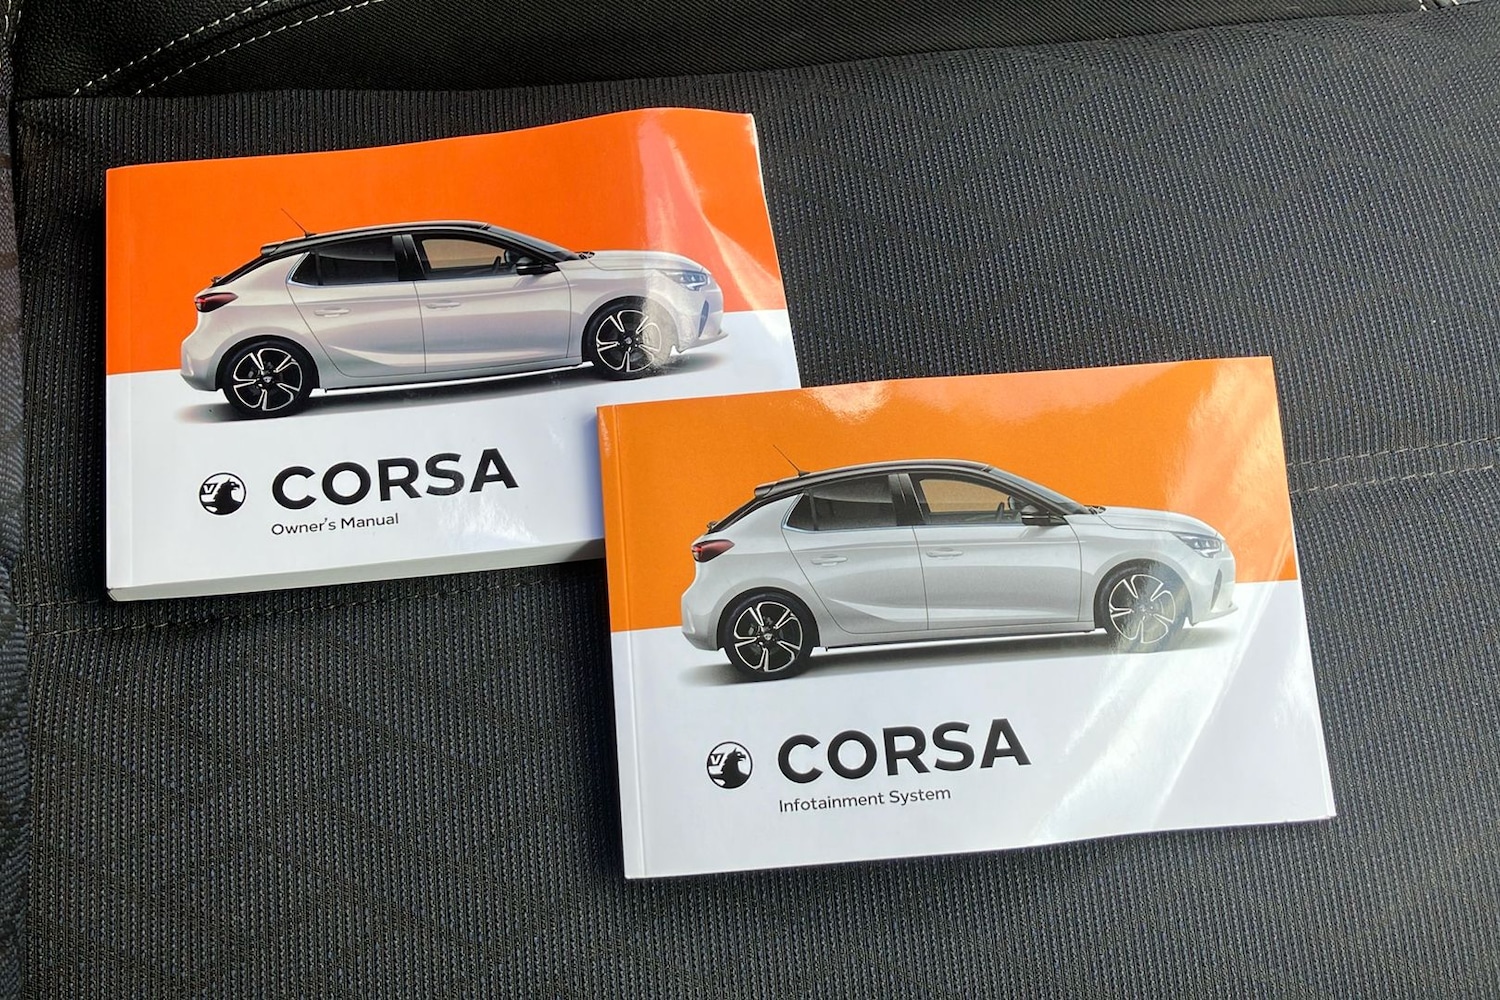 CORSA
Owner's Manual
CORSA
Infotainment System